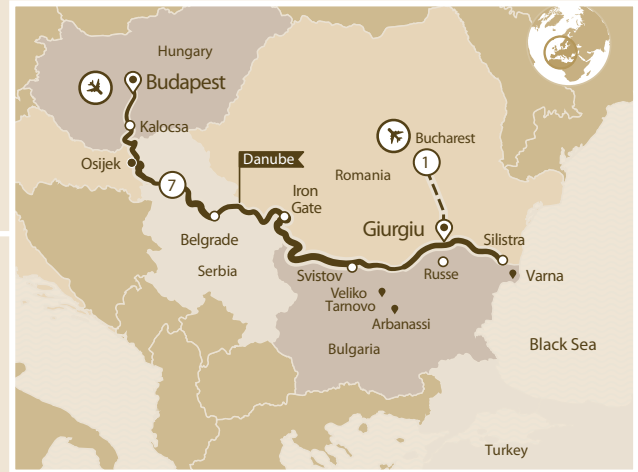 Hungary
Budapest
Kalocsa
Osijek
Danube
7
Bucharest
1
Romania
Iron
Gate
Giurgiu
Belgrade
Silistra
Serbia
Svistov
Russe
Varna
Veliko
Tarnovo
Arbanassi
Bulgaria
Black Sea
Turkey